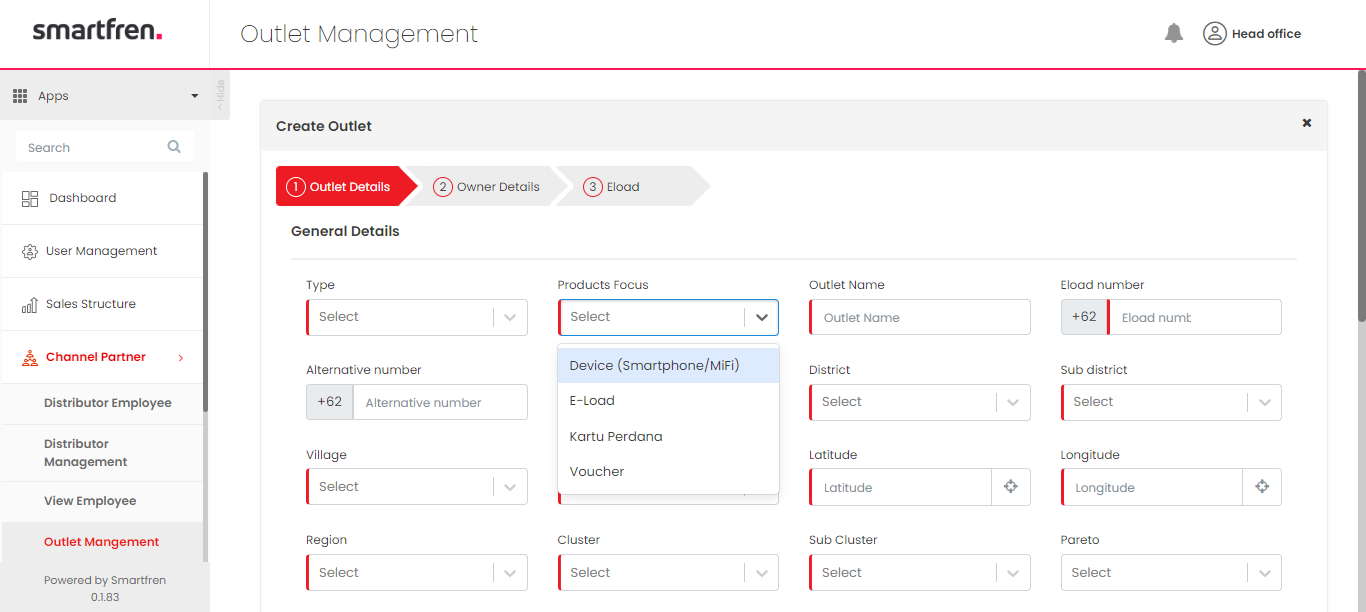 smartfren.
Outlet Management
Head office
Apps
< Hide
Search
Dashboard
User Management
Sales Structure
Channel Partner
Distributor Employee
Distributor
Management
View Employee
Outlet Mangement
Powered by Smartfren
0.1.83
Create Outlet
1 Outlet Details
2 Owner Details
3 Eload
General Details
Type
Products Focus
Outlet Name
Eload number
Select
Select
Outlet Name
+62
Eload numb
Device (Smartphone/MiFi)
E-Load
Kartu Perdana
Voucher
Alternative number
District
Sub district
+62
Alternative number
Select
Select
Village
Latitude
Longitude
Select
Latitude
Longitude
Region
Cluster
Sub Cluster
Pareto
Select
Select
Select
Select